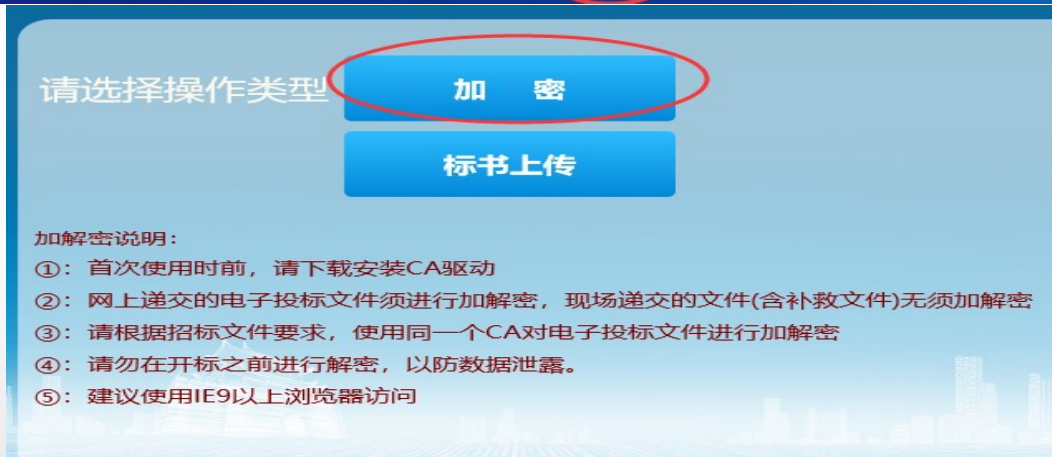 请选择操作类型
加 密
标书上传
加解密说明：
①：首次使用时前，请下载安装CA驱动
②：网上递交的电子投标文件须进行加解密，现场递交的文件(含补救文件)无须加解密
③：请根据招标文件要求，使用同一个CA对电子投标文件进行加解密
④：请勿在开标之前进行解密，以防数据泄露。
⑤：建议使用IE9以上浏览器访问